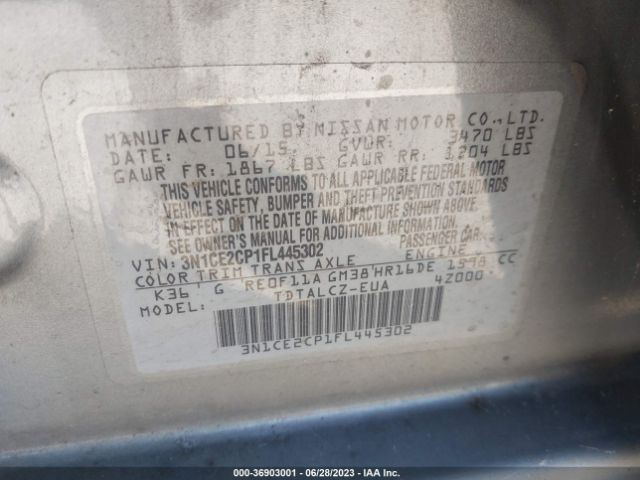 MANUFACTURED BY NISSAN MOTOR CO.,LTD.
DATE: 06/15 GVWR: 3470 LBS
GAWR FR: 1867 LBS GAWR RR: 1204 LBS
THIS VEHICLE CONFORMS TO ALL APPLICABLE FEDERAL MOTOR
VEHICLE SAFETY, BUMPER AND THEFT PREVENTION STANDARDS
IN EFFECT ON THE DATE OF MANUFACTURE SHOWN ABOVE.
SEE OWNER'S MANUAL FOR ADDITIONAL INFORMATION.
VIN: 3N1CE2CP1FL445302 PASSENGER CAR
COLOR TRIM TRANS AXLE ENGINE
K36 G RE0F11A GM38 HR16DE 1598 CC
MODEL: TDTALCZ-EUA 4Z000
3N1CE2CP1FL445302
000-36903001 - 06/28/2023 - IAA Inc.